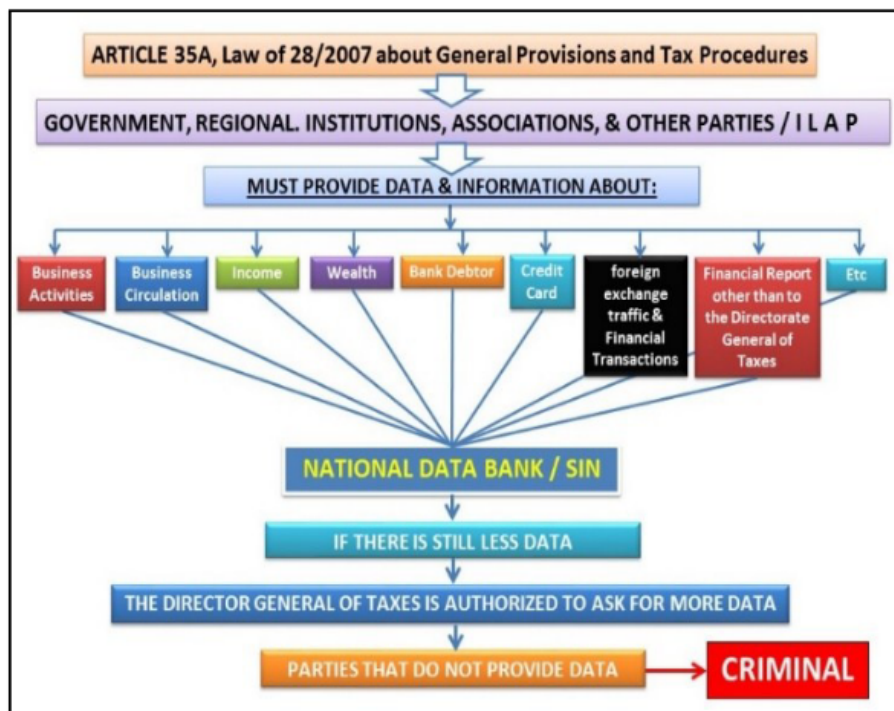 ARTICLE 35A, Law of 28/2007 about General Provisions and Tax Procedures
GOVERNMENT, REGIONAL. INSTITUTIONS, ASSOCIATIONS, & OTHER PARTIES / I L A P
MUST PROVIDE DATA & INFORMATION ABOUT:
Business
Activities
Business
Circulation
Income
Wealth
Bank Debtor
Credit
Card
foreign
exchange
traffic &
Financial
Transactions
Financial Report
other than to
the Directorate
General of
Taxes
Etc
NATIONAL DATA BANK / SIN
IF THERE IS STILL LESS DATA
THE DIRECTOR GENERAL OF TAXES IS AUTHORIZED TO ASK FOR MORE DATA
PARTIES THAT DO NOT PROVIDE DATA
CRIMINAL